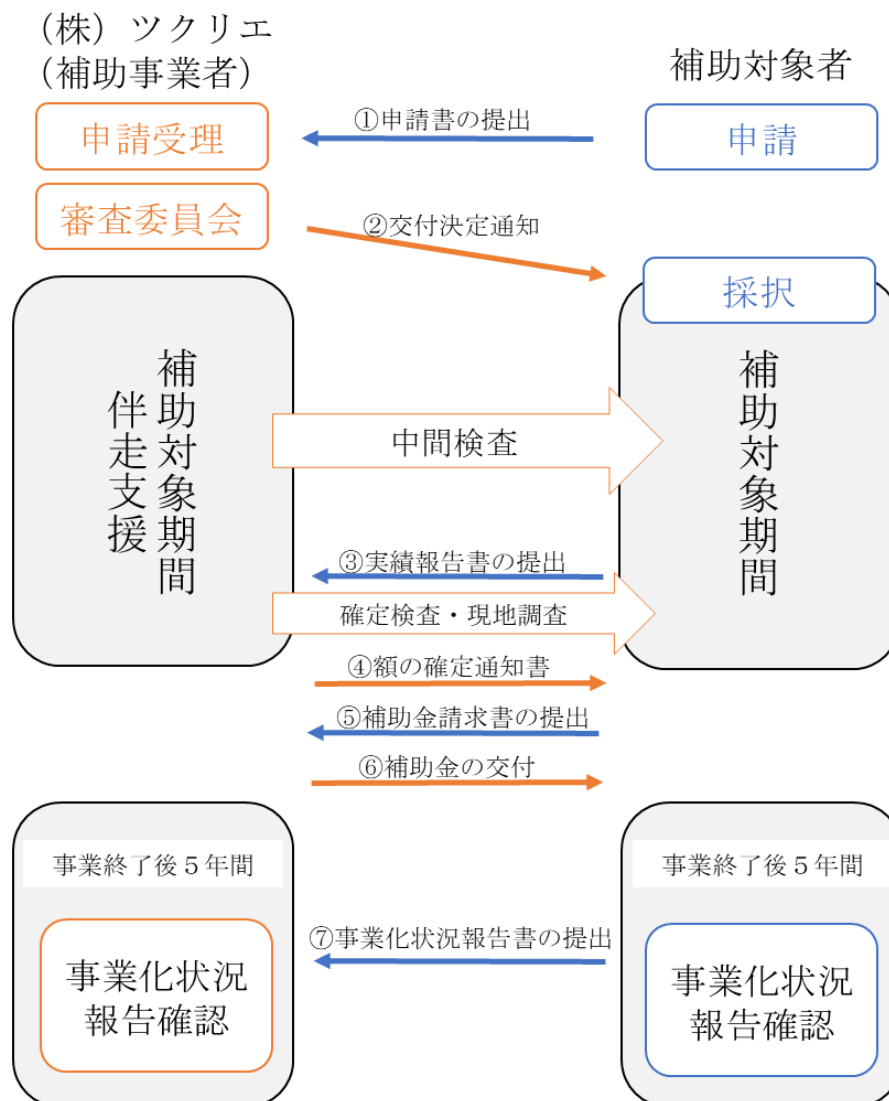 （株）ツクリエ
（補助事業者）
補助対象者
申請受理
①申請書の提出
申請
審査委員会
②交付決定通知
採択
補助対象期間
伴走支援
中間検査
補助対象期間
③実績報告書の提出
確定検査・現地調査
④額の確定通知書
⑤補助金請求書の提出
⑥補助金の交付
事業終了後５年間
事業終了後５年間
⑦事業化状況報告書の提出
事業化状況
報告確認
事業化状況
報告確認